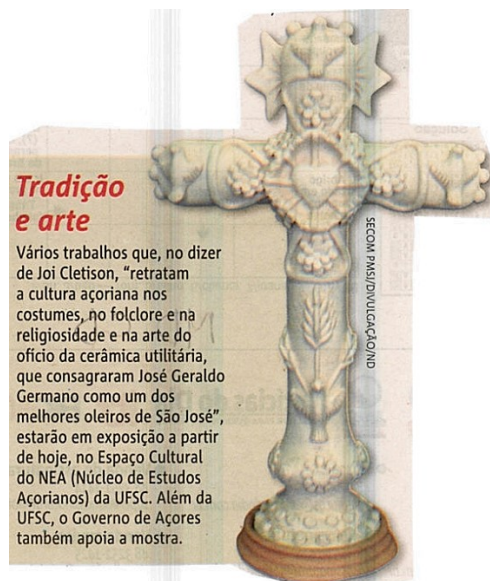 Tradição
e arte
Vários trabalhos que, no dizer
de Joi Cletison, “retratam
a cultura açoriana nos
costumes, no folclore e na
religiosidade e na arte do
ofício da cerâmica utilitária,
que consagraram José Geraldo
Germano como um dos
melhores oleiros de São José”,
estarão em exposição a partir
de hoje, no Espaço Cultural
do NEA (Núcleo de Estudos
Açorianos) da UFSC. Além da
UFSC, o Governo de Açores
também apoia a mostra.
SECOM PMSJ/DIVULGAÇÃO/ND